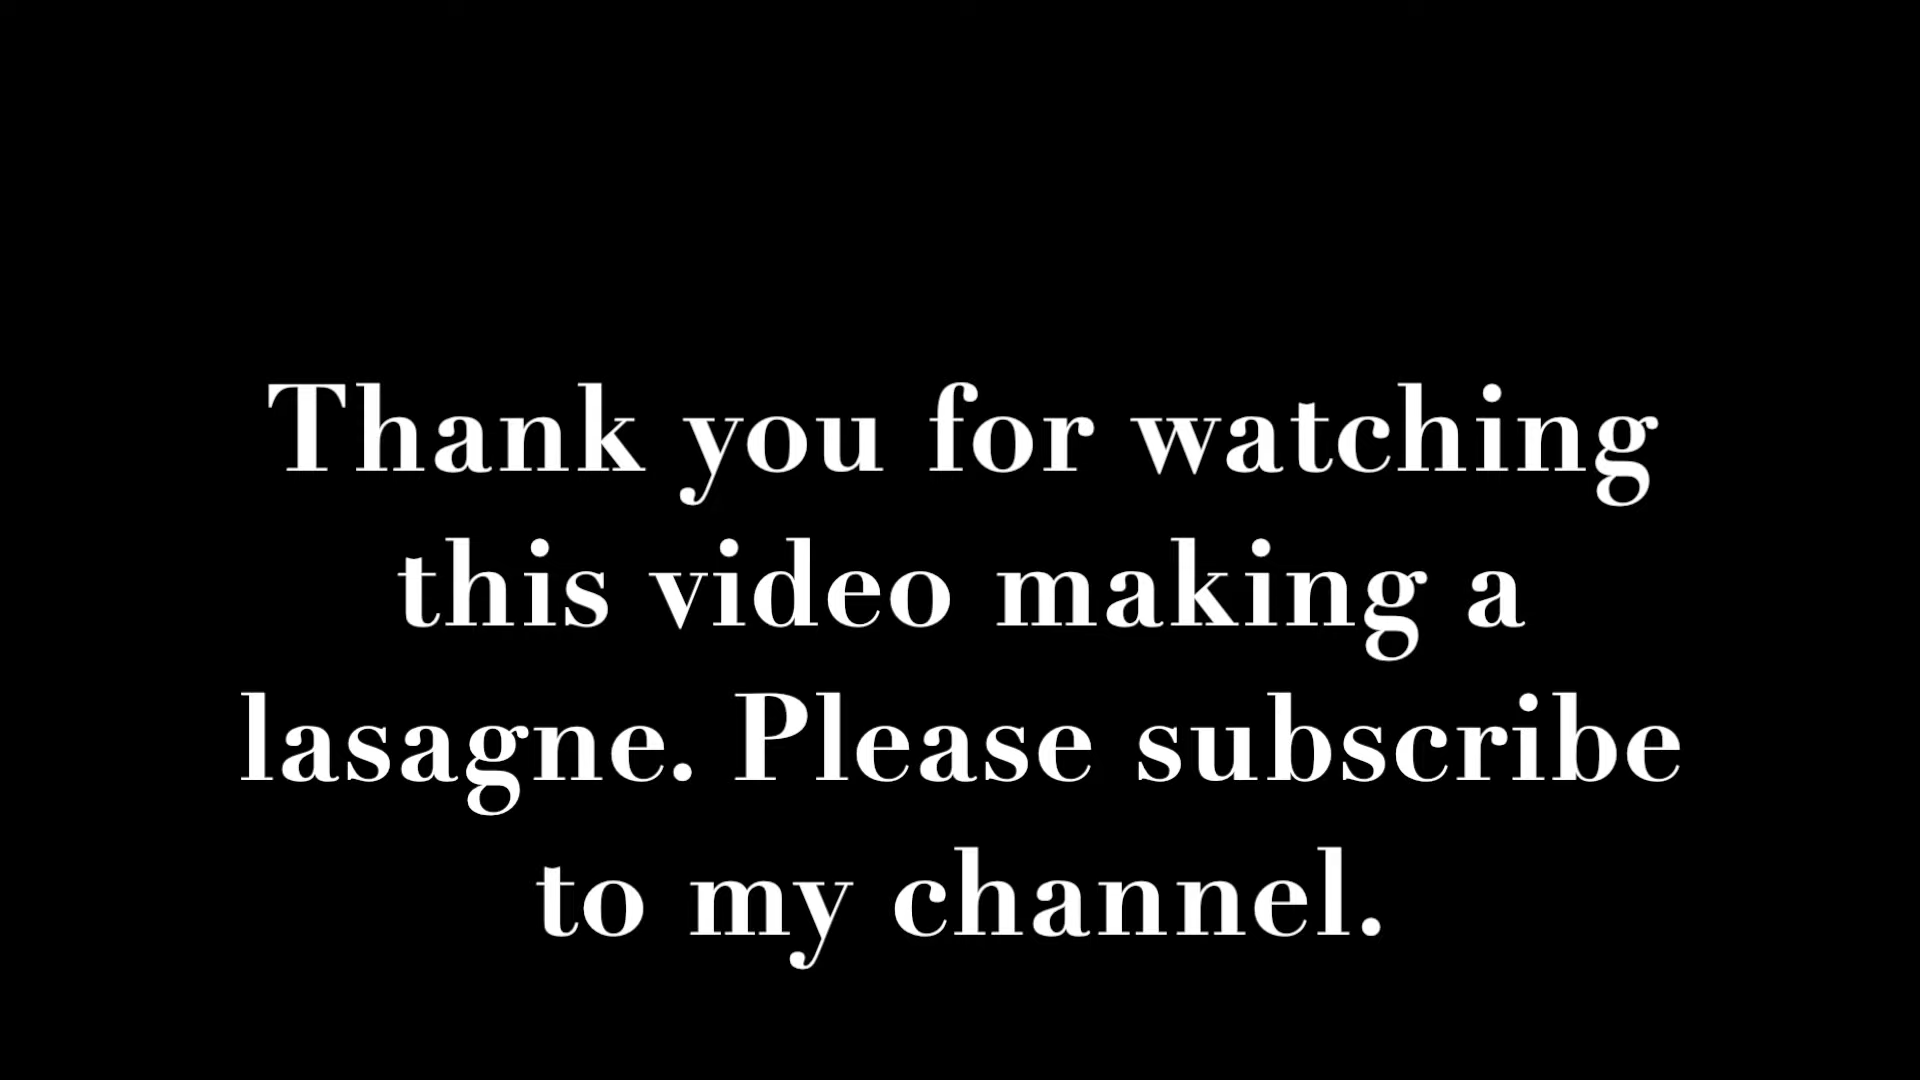 Thank you for watching
this video making a
lasagne. Please subscribe
to my channel.